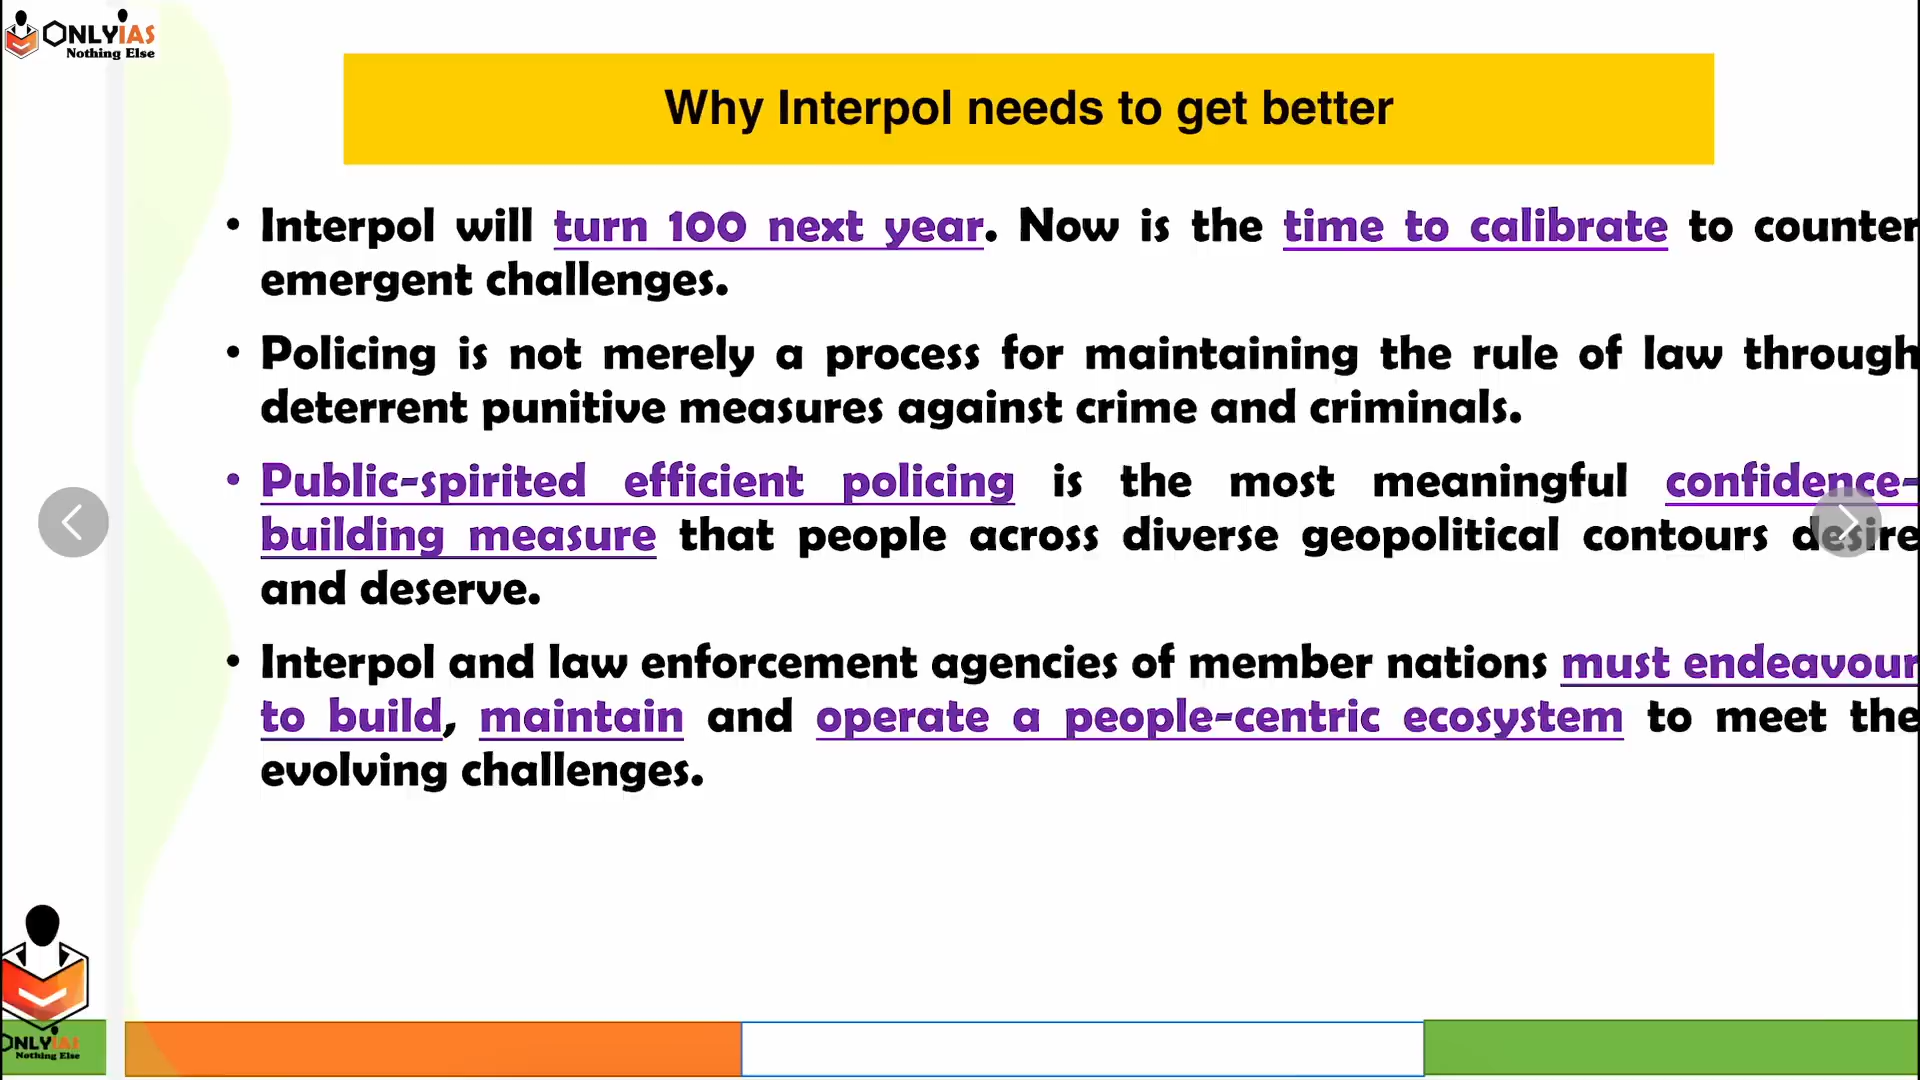 ONLYIAS
Nothing Else
Why Interpol needs to get better
• Interpol will turn 100 next year. Now is the time to calibrate to counter
emergent challenges.
• Policing is not merely a process for maintaining the rule of law through
deterrent punitive measures against crime and criminals.
• Public-spirited efficient policing is the most meaningful confidence-
building measure that people across diverse geopolitical contours desire
and deserve.
• Interpol and law enforcement agencies of member nations must endeavour
to build, maintain and operate a people-centric ecosystem to meet the
evolving challenges.
ONLYIAS
Nothing Else